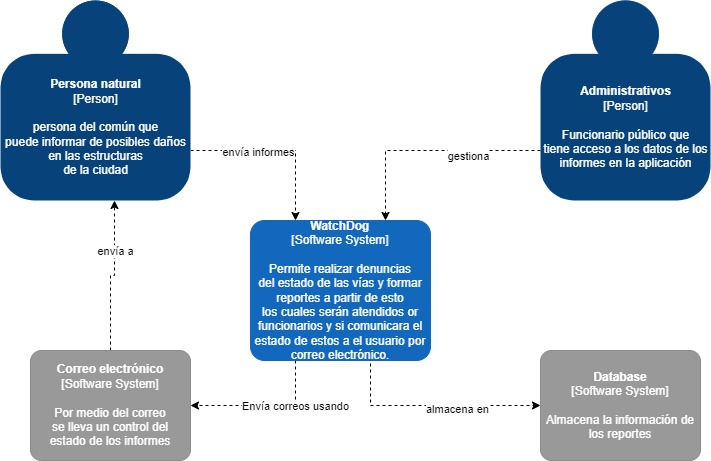 Persona natural
[Person]
persona del común que
puede informar de posibles daños
en las estructuras
de la ciudad
Administrativos
[Person]
Funcionario público que
tiene acceso a los datos de los
informes en la aplicación
envía informes
gestiona
WatchDog
[Software System]
Permite realizar denuncias
del estado de las vías y formar
reportes a partir de esto
los cuales serán atendidos or
funcionarios y si comunicara el
estado de estos a el usuario por
correo electrónico.
envía a
Correo electrónico
[Software System]
Por medio del correo
se lleva un control del
estado de los informes
Envía correos usando
almacena en
Database
[Software System]
Almacena la información de
los reportes